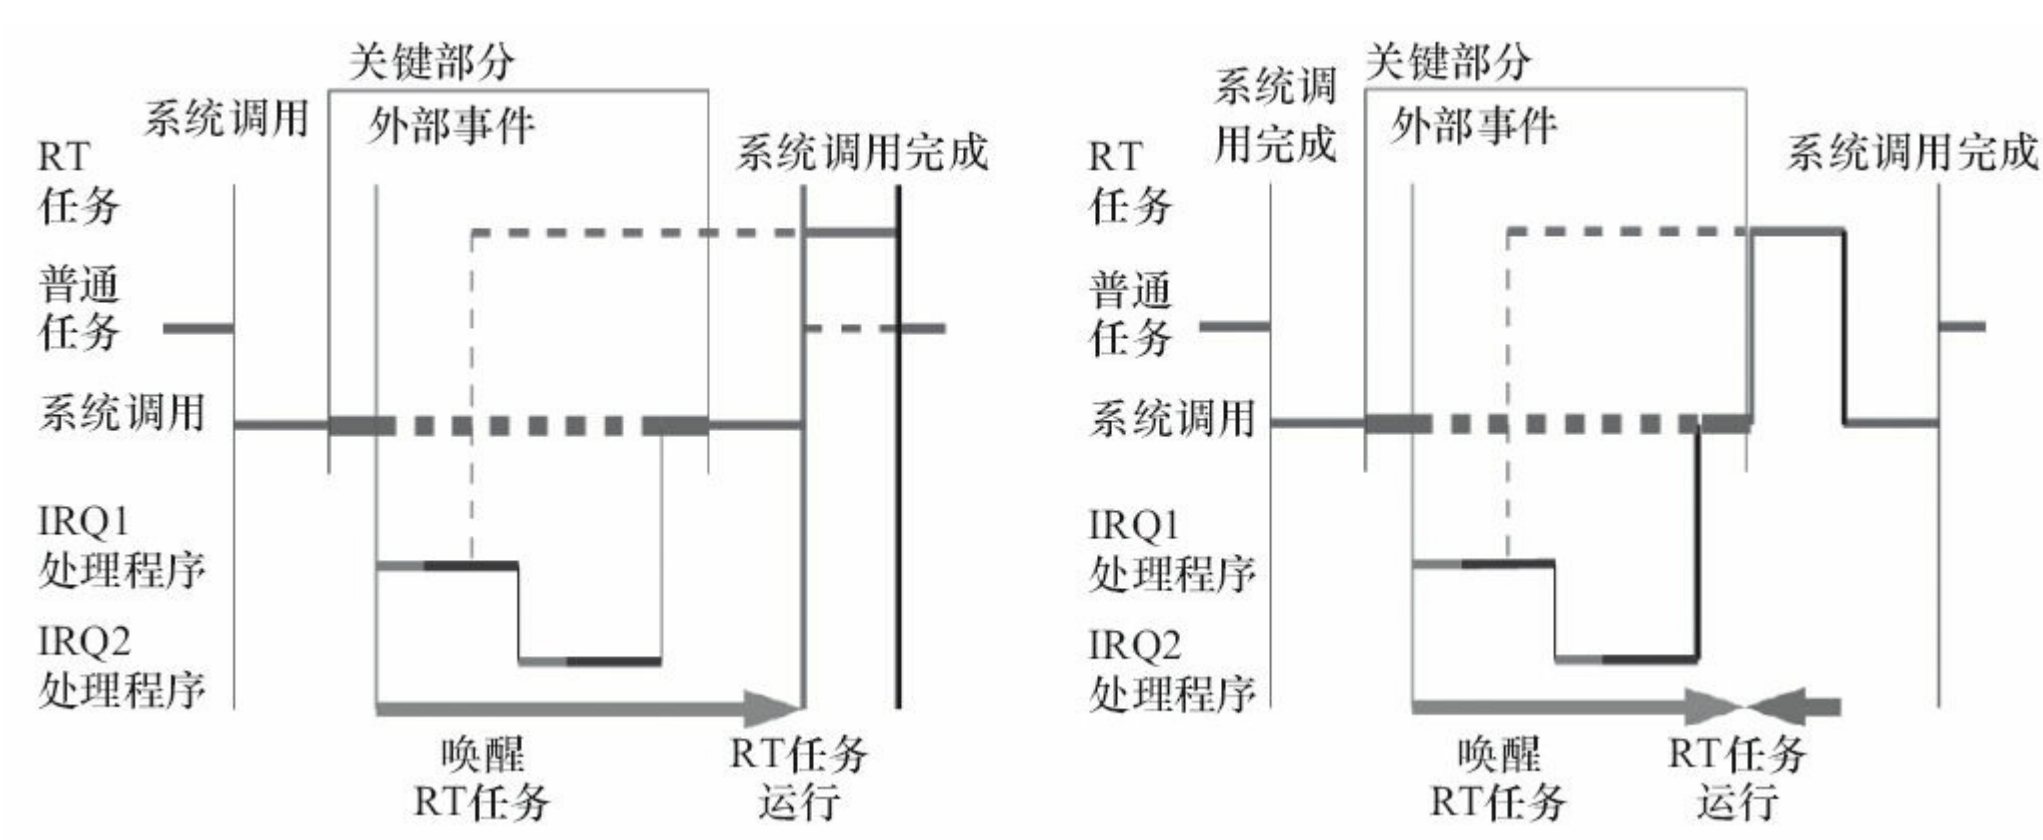 关键部分
系统调用
外部事件
系统调用完成
RT
任务
普通
任务
系统调用
IRQ1
处理程序
IRQ2
处理程序
唤醒
RT任务
RT任务
运行
关键部分
系统调
用完成
外部事件
系统调用完成
RT
任务
普通
任务
系统调用
IRQ1
处理程序
IRQ2
处理程序
唤醒
RT任务
RT任务
运行